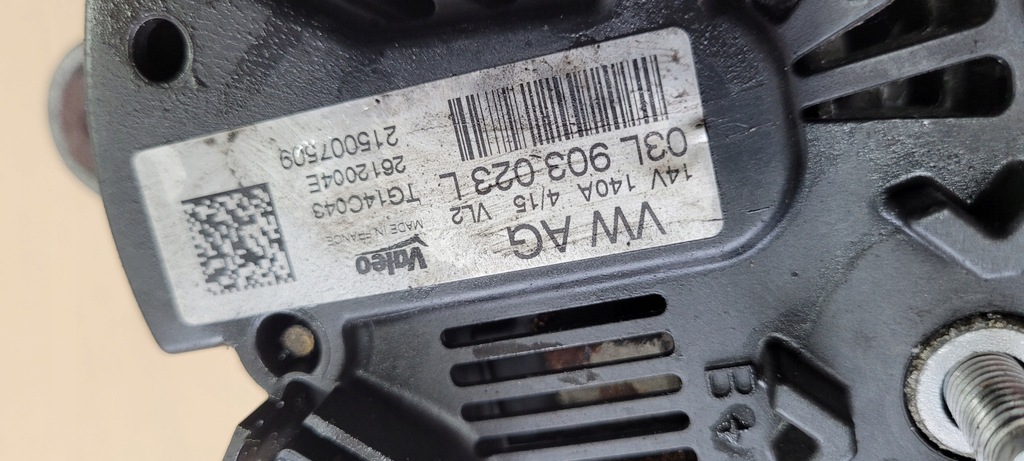 VW AG
14V 140A 4/15 VL2
03L 903 023 L
Valeo
MADE IN FRANCE
TG14C043
2612004E
215007509
B+